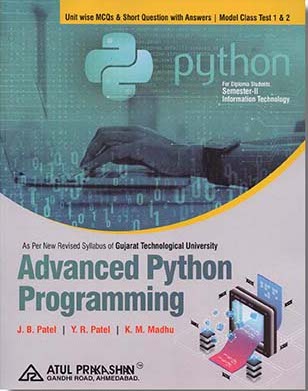 Unit wise MCQs & Short Question with Answers | Model Class Test 1 & 2
python
For Diploma Students
Semester-II
Information Technology
As Per New Revised Syllabus of Gujarat Technological University
Advanced Python
Programming
J. B. Patel | Y. R. Patel | K. M. Madhu
ATUL PRAKASHAN
GANDHI ROAD, AHMEDABAD.